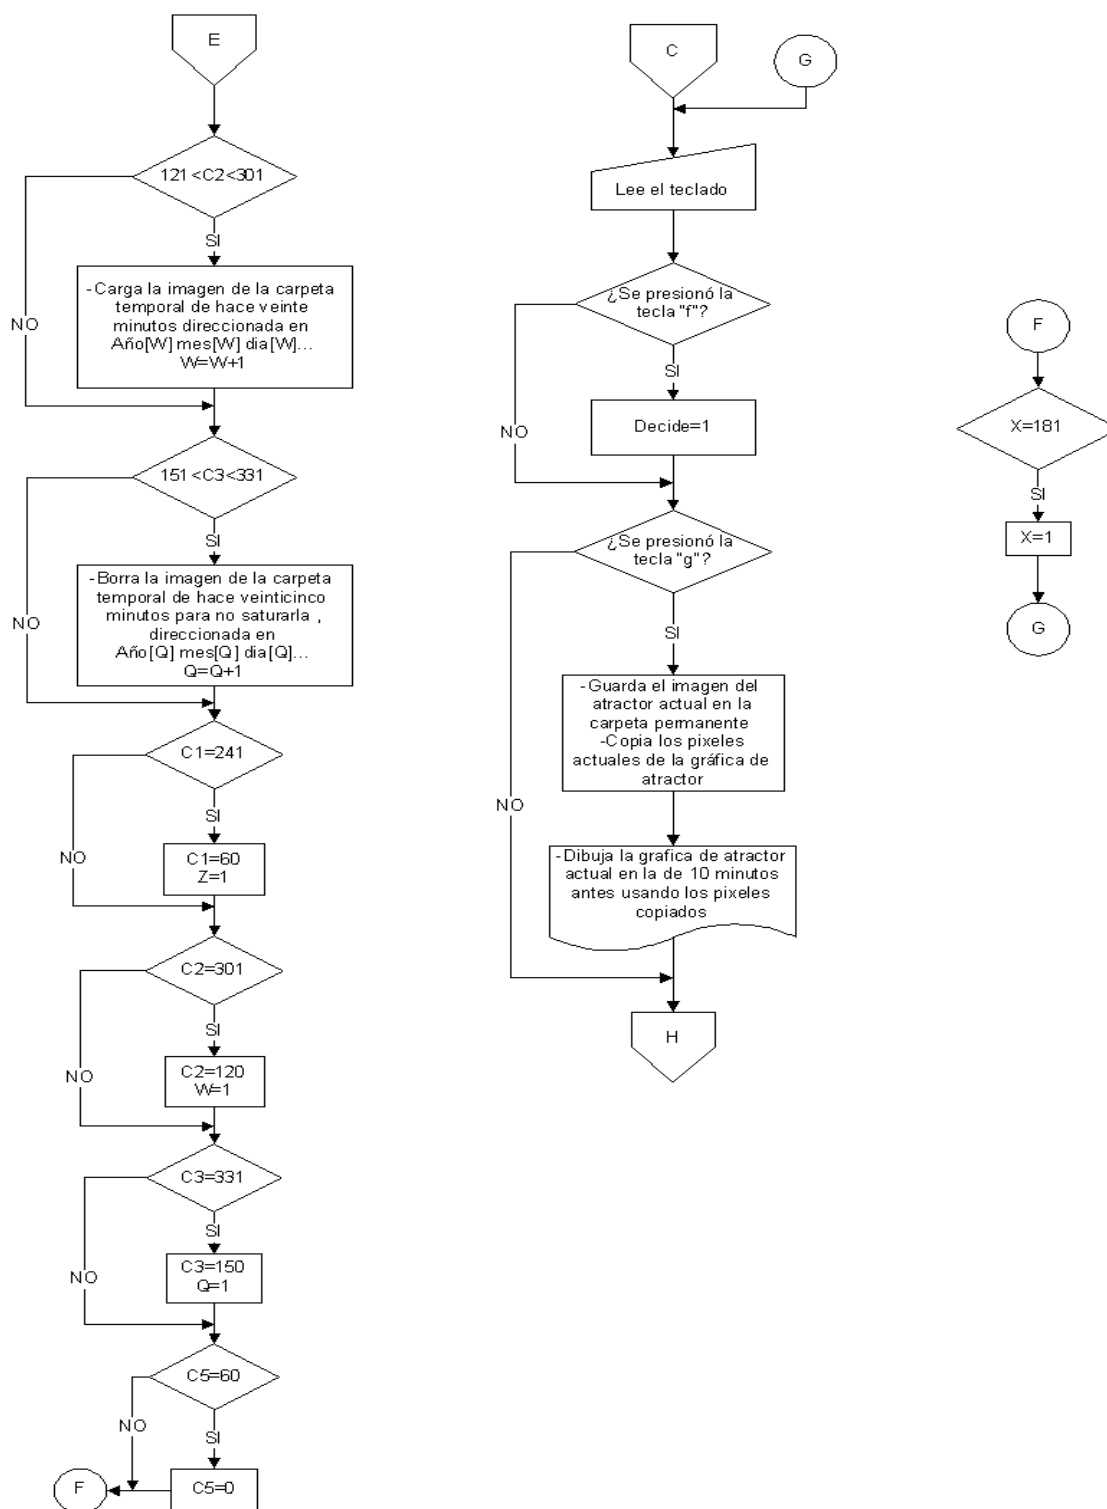 E
121<C2<301
SI
-Carga la imagen de la carpeta
temporal de hace veinte
minutos direccionada en
Año[W] mes[W] dia[W]...
W=W+1
NO
151<C3<331
SI
-Borra la imagen de la carpeta
temporal de hace veinticinco
minutos para no saturarla ,
direccionada en
Año[Q] mes[Q] dia[Q]...
Q=Q+1
NO
C1=241
SI
C1=60
Z=1
NO
C2=301
SI
C2=120
W=1
NO
C3=331
SI
C3=150
Q=1
NO
C5=60
NO
SI
C5=0
F
C
G
Lee el teclado
¿Se presionó la
tecla "f"?
SI
Decide=1
NO
¿Se presionó la
tecla "g"?
SI
-Guarda el imagen del
atractor actual en la
carpeta permanente
-Copia los pixeles
actuales de la gráfica de
atractor
NO
-Dibuja la grafica de atractor
actual en la de 10 minutos
antes usando los pixeles
copiados
H
F
X=181
SI
X=1
G